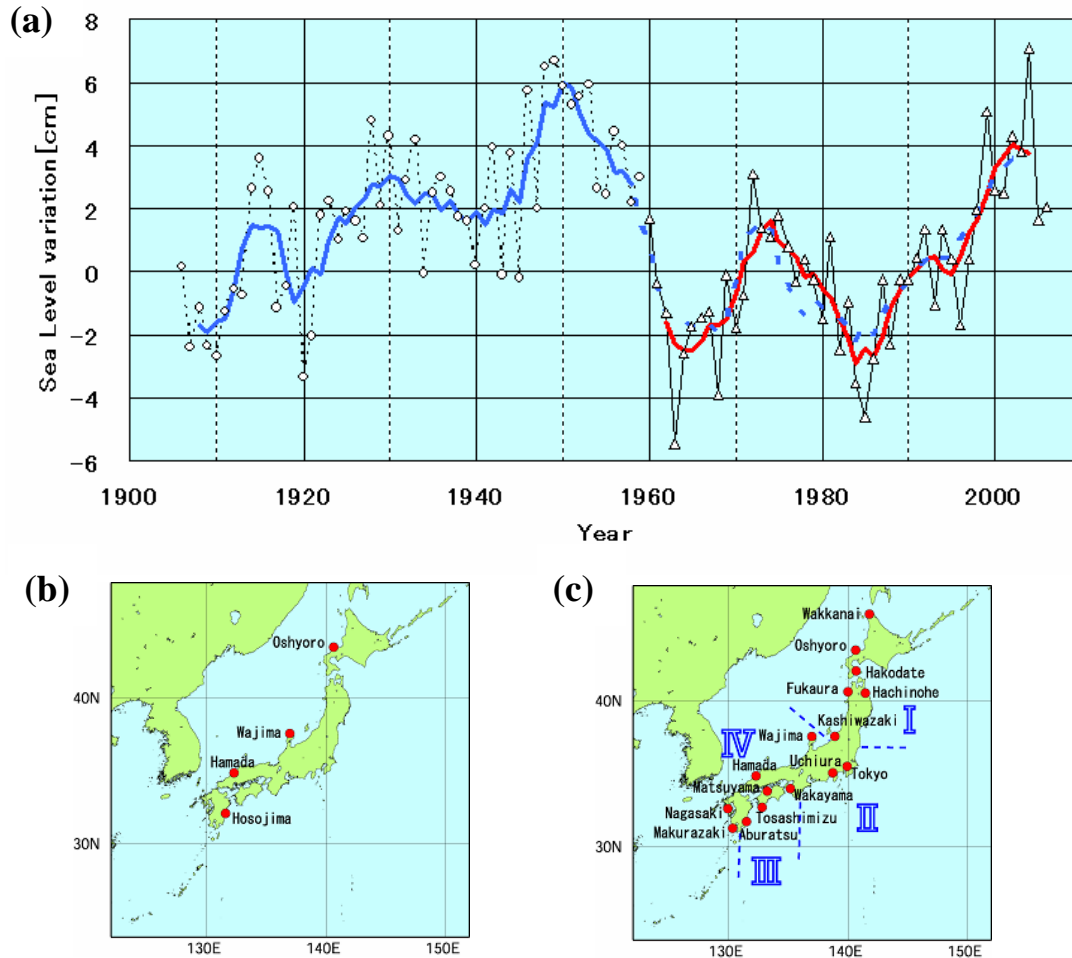 (a)
Sea Level variation[cm]
8
6
4
2
0
-2
-4
-6
1900
1920
1940
1960
1980
2000
Year
(b)
Oshyoro
40N
Wajima
Hamada
Hosojima
30N
130E
140E
150E
(c)
Wakkanai
Oshyoro
Hakodate
40N
Fukaura
Hachinohe
Kashiwazaki
I
Wajima
IV
Uchiura
Hamada
Tokyo
Matsuyama
Wakayama
Nagasaki
Tosashimizu
II
Makurazaki
Aburatsu
30N
III
130E
140E
150E